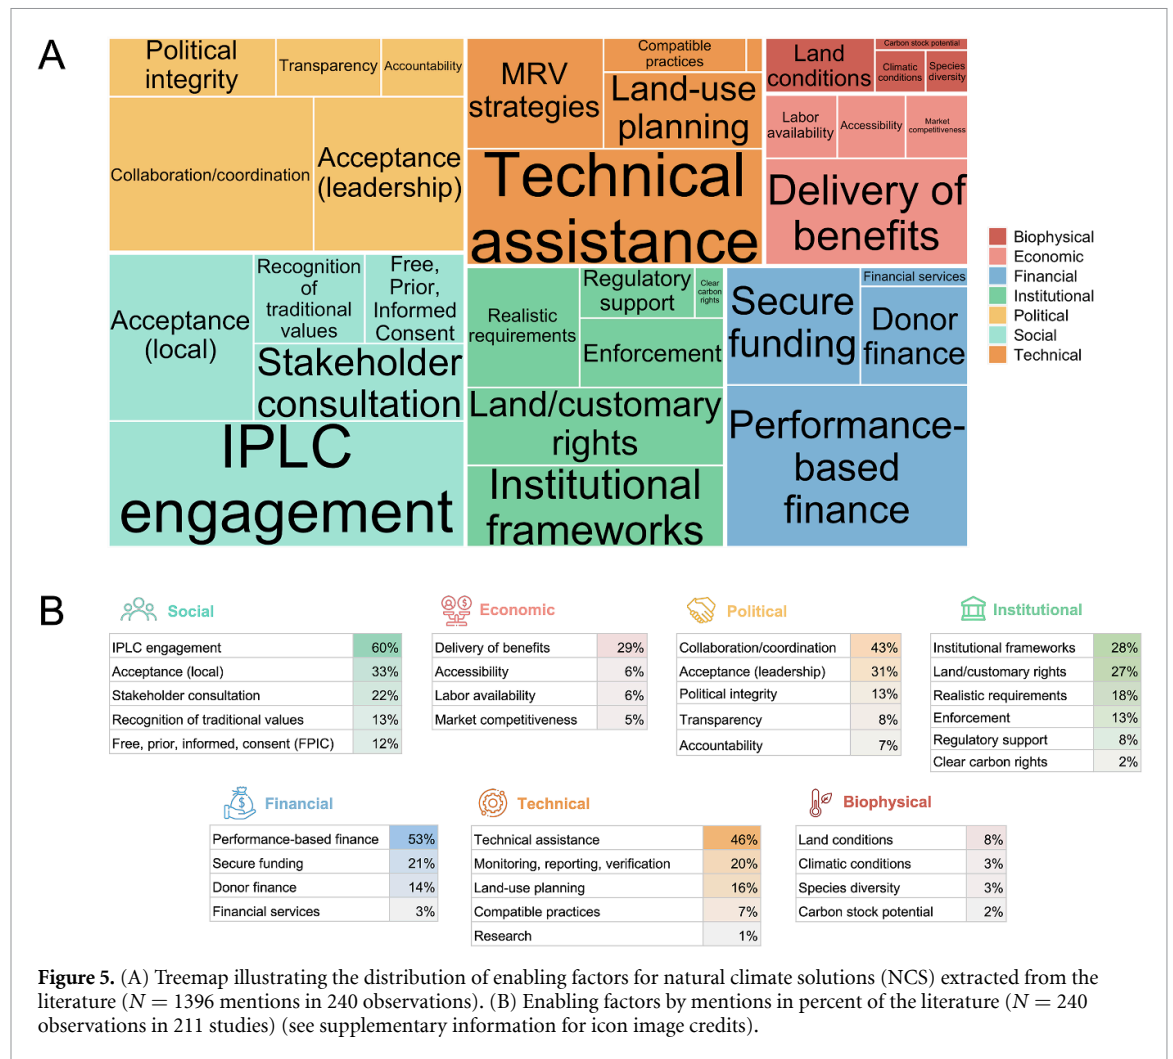 A
Political
integrity
Transparency
Accountability
Collaboration/coordination
Acceptance
(leadership)
MRV
strategies
Compatible
practices
Land-use
planning
Technical
assistance
Land
conditions
Carbon stock potential
Climatic
conditions
Species
diversity
Labor
availability
Accessibility
Market
competitiveness
Delivery of
benefits
Acceptance
(local)
Recognition
of
traditional
values
Free,
Prior,
Informed
Consent
Stakeholder
consultation
IPLC
engagement
Realistic
requirements
Regulatory
support
Clear
carbon
rights
Enforcement
Land/customary
rights
Institutional
frameworks
Secure
funding
Financial services
Donor
finance
Performance-
based
finance
Biophysical
Economic
Financial
Institutional
Political
Social
Technical
B
Social
IPLC engagement 60%
Acceptance (local) 33%
Stakeholder consultation 22%
Recognition of traditional values 13%
Free, prior, informed, consent (FPIC) 12%
Economic
Delivery of benefits 29%
Accessibility 6%
Labor availability 6%
Market competitiveness 5%
Political
Collaboration/coordination 43%
Acceptance (leadership) 31%
Political integrity 13%
Transparency 8%
Accountability 7%
Institutional
Institutional frameworks 28%
Land/customary rights 27%
Realistic requirements 18%
Enforcement 13%
Regulatory support 8%
Clear carbon rights 2%
Financial
Performance-based finance 53%
Secure funding 21%
Donor finance 14%
Financial services 3%
Technical
Technical assistance 46%
Monitoring, reporting, verification 20%
Land-use planning 16%
Compatible practices 7%
Research 1%
Biophysical
Land conditions 8%
Climatic conditions 3%
Species diversity 3%
Carbon stock potential 2%
Figure 5. (A) Treemap illustrating the distribution of enabling factors for natural climate solutions (NCS) extracted from the
literature (N = 1396 mentions in 240 observations). (B) Enabling factors by mentions in percent of the literature (N = 240
observations in 211 studies) (see supplementary information for icon image credits).